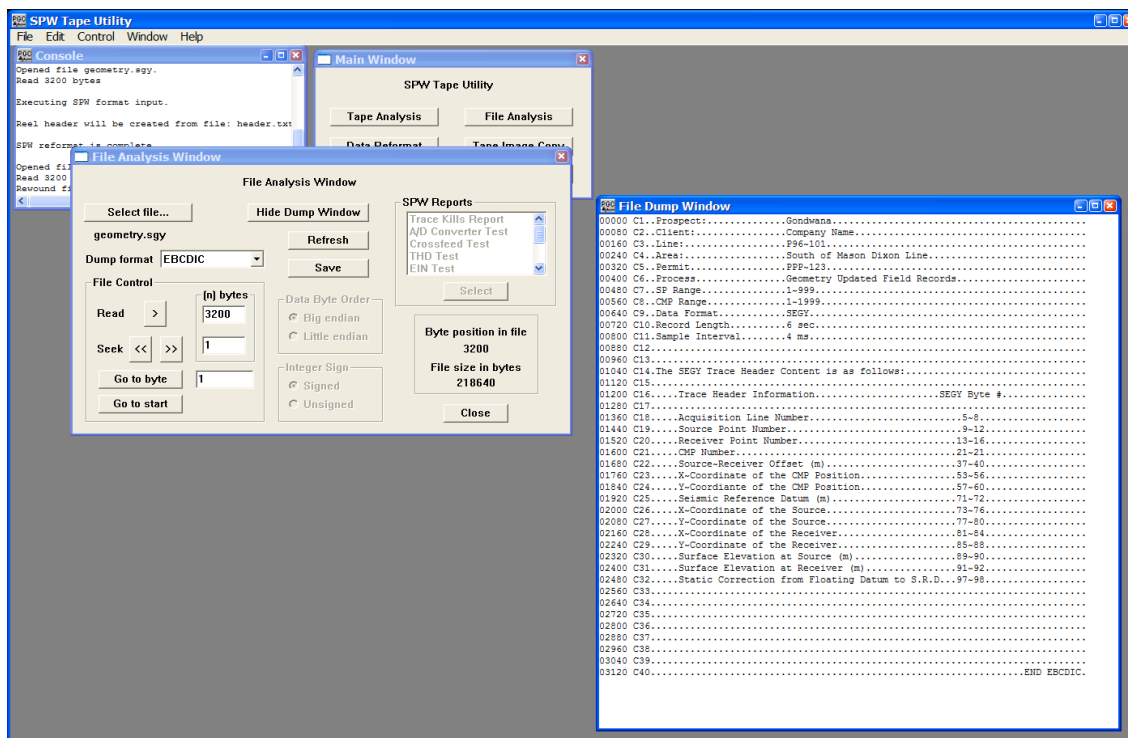 SPW Tape Utility
File Edit Control Window Help
Console
Opened file geometry.sgy.
Read 3200 bytes
Executing SPW format input.
Reel header will be created from file: header.txt
SPW reformat is complete
Opened fil
Read 3200
Rewound fi
Main Window
SPW Tape Utility
Tape Analysis
File Analysis
Data Reformat
Tape Image Copy
File Analysis Window
File Analysis Window
Select file...
Hide Dump Window
geometry.sgy
Refresh
Dump format EBCDIC
Save
File Control
(n) bytes
Read > 3200
Seek << >> 1
Go to byte 1
Go to start
Data Byte Order
Big endian
Little endian
Integer Sign
Signed
Unsigned
SPW Reports
Trace Kills Report
A/D Converter Test
Crossfeed Test
THD Test
EIN Test
Select
Byte position in file
3200
File size in bytes
218640
Close
File Dump Window
00000 C1..Prospect:.............Gondwana.......................................
00080 C2..Client:...............Company Name...................................
00160 C3..Line:.................P96-101........................................
00240 C4..Area:.................South of Mason Dixon Line........................
00320 C5..Permit................PPP-123........................................
00400 C6..Process...............Geometry Updated Field Records....................
00480 C7..SP Range..............1-999..........................................
00560 C8..CMP Range.............1-1999.........................................
00640 C9..Data Format...........SEGY...........................................
00720 C10.Record Length.........6 sec..........................................
00800 C11.Sample Interval.......4 ms...........................................
00880 C12............................................................................
00960 C13............................................................................
01040 C14.The SEGY Trace Header Content is as follows:................................
01120 C15............................................................................
01200 C16.....Trace Header Information......................SEGY Byte #..............
01280 C17............................................................................
01360 C18.....Acquisition Line Number...........................5-8.................
01440 C19.....Source Point Number...............................9-12................
01520 C20.....Receiver Point Number.............................13-16...............
01600 C21.....CMP Number........................................21-21...............
01680 C22.....Source-Receiver Offset (m)........................37-40...............
01760 C23.....X-Coordinate of the CMP Position..................53-56...............
01840 C24.....Y-Coordiante of the CMP Position..................57-60...............
01920 C25.....Seismic Reference Datum (m).......................71-72...............
02000 C26.....X-Coordinate of the Source........................73-76...............
02080 C27.....Y-Coordinate of the Source........................77-80...............
02160 C28.....X-Coordinate of the Receiver......................81-84...............
02240 C29.....Y-Coordinate of the Receiver......................85-88...............
02320 C30.....Surface Elevation at Source (m)...................89-90...............
02400 C31.....Surface Elevation at Receiver (m).................91-92...............
02480 C32.....Static Correction from Floating Datum to S.R.D...97-98................
02560 C33............................................................................
02640 C34............................................................................
02720 C35............................................................................
02800 C36............................................................................
02880 C37............................................................................
02960 C38............................................................................
03040 C39............................................................................
03120 C40.................................................................END EBCDIC.